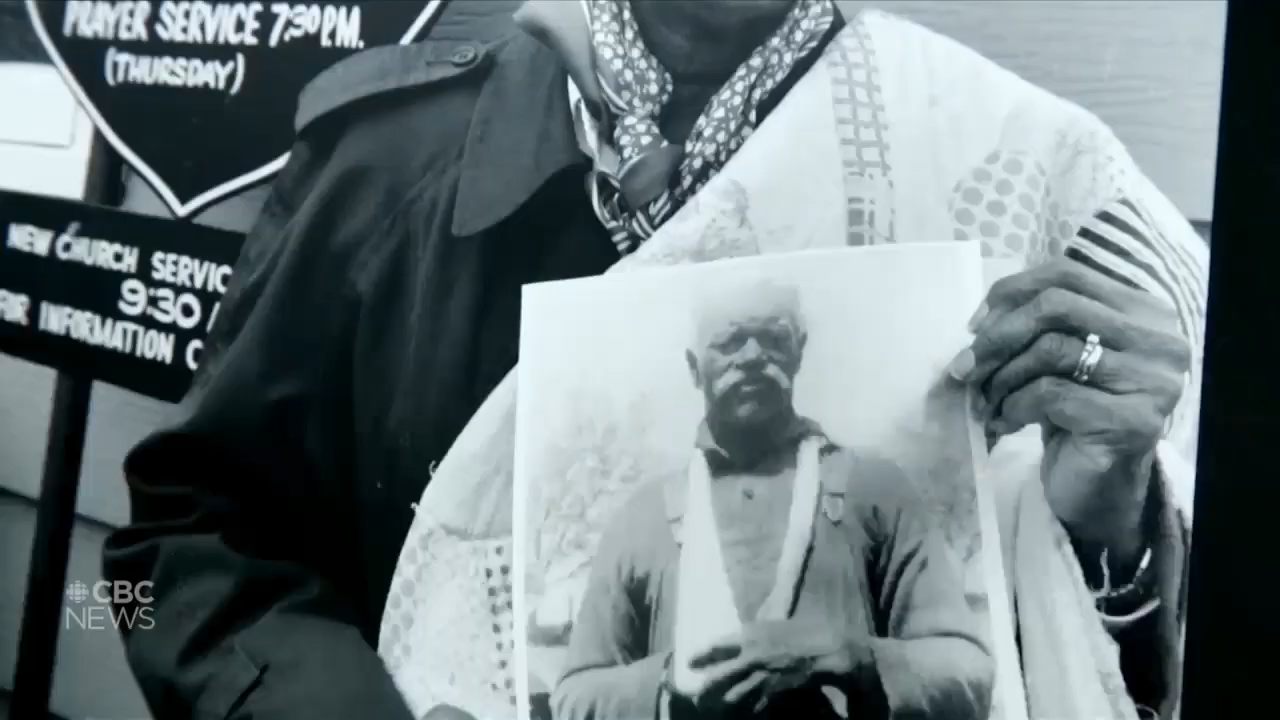 PRAYER SERVICE 7:30 P.M.
(THURSDAY)
NEW CHURCH SERVIC
9:30
FOR INFORMATION C
CBC
NEWS